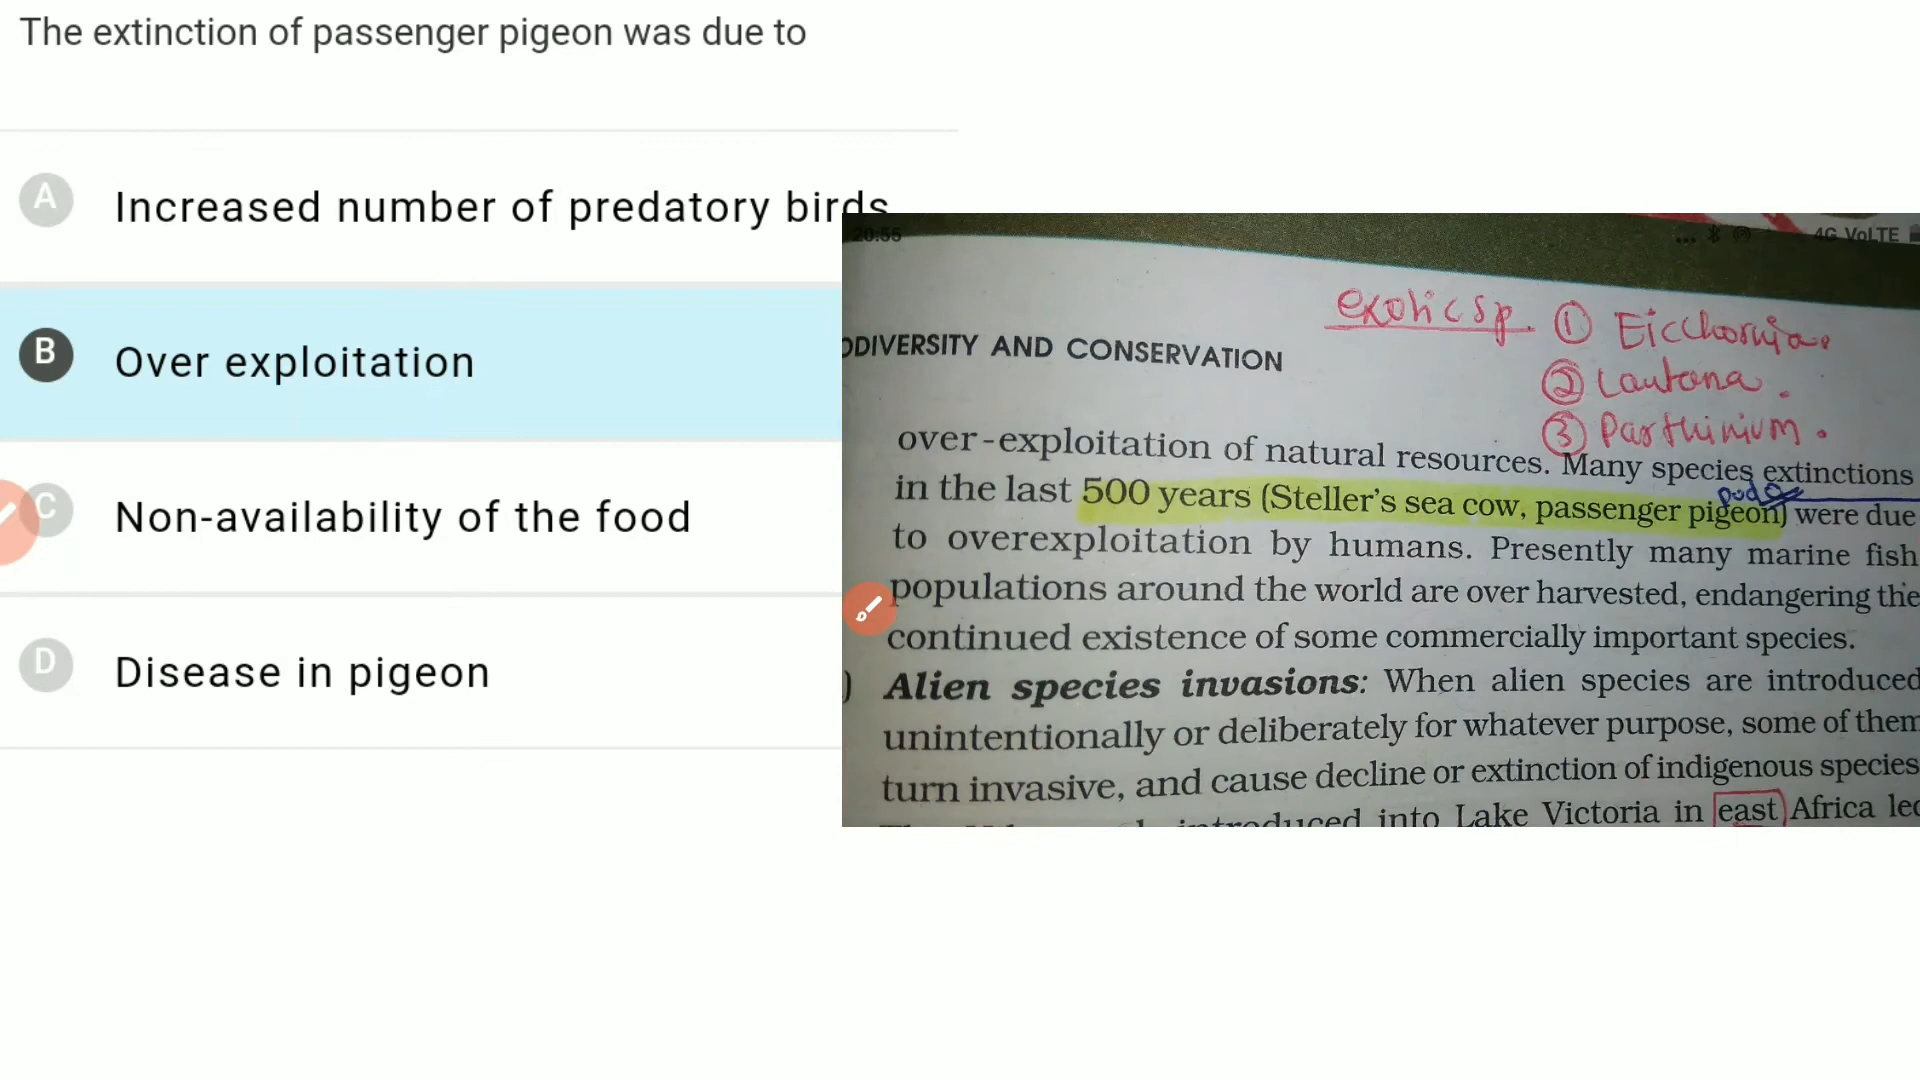 The extinction of passenger pigeon was due to
A Increased number of predatory birds
B Over exploitation
C Non-availability of the food
D Disease in pigeon
20:55 ... 4G VoLTE
exotic sp. ① Eicchornia.
② Lantana.
③ Parthinium.
ODIVERSITY AND CONSERVATION
over-exploitation of natural resources. Many species extinctions
in the last 500 years (Steller's sea cow, passenger pigeon) were due
to overexploitation by humans. Presently many marine fish
populations around the world are over harvested, endangering the
continued existence of some commercially important species.
) Alien species invasions: When alien species are introduced
unintentionally or deliberately for whatever purpose, some of them
turn invasive, and cause decline or extinction of indigenous species
introduced into Lake Victoria in east Africa led